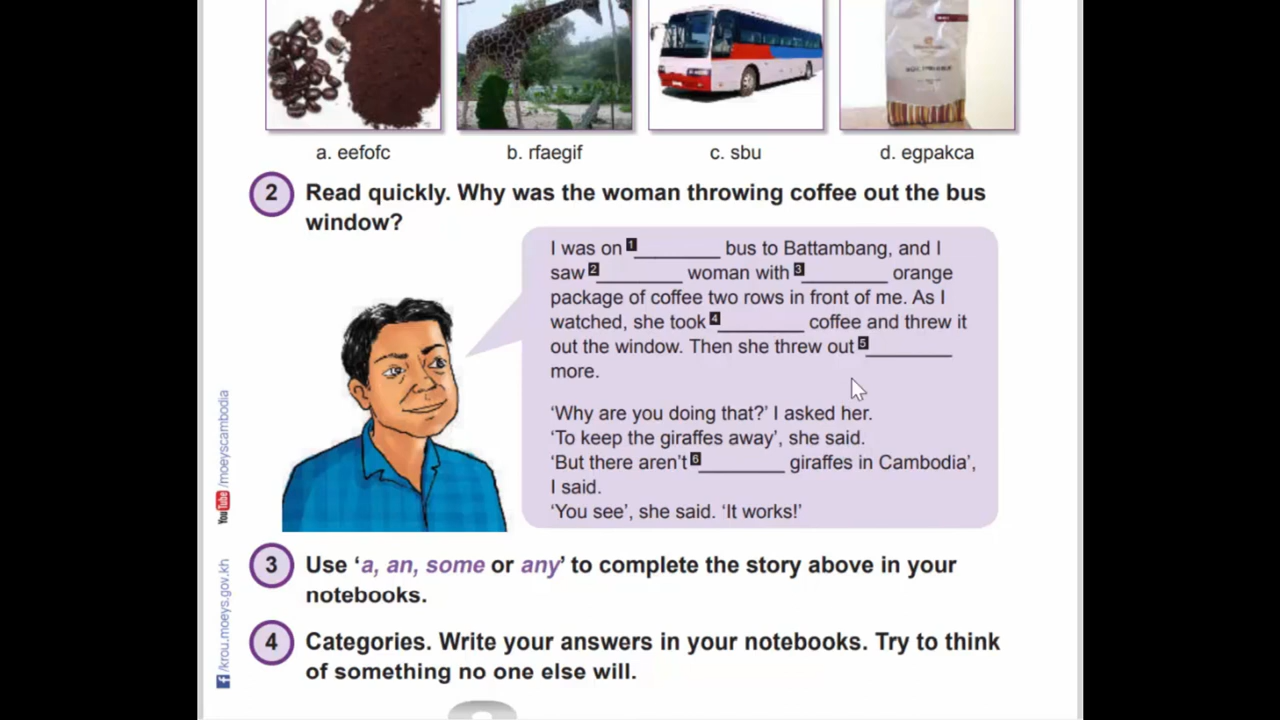 a. eefofc
b. rfaegif
c. sbu
d. egpakca
2 Read quickly. Why was the woman throwing coffee out the bus
window?
I was on 1________ bus to Battambang, and I
saw 2________ woman with 3________ orange
package of coffee two rows in front of me. As I
watched, she took 4________ coffee and threw it
out the window. Then she threw out 5________
more.
‘Why are you doing that?’ I asked her.
‘To keep the giraffes away’, she said.
‘But there aren’t 6________ giraffes in Cambodia’,
I said.
‘You see’, she said. ‘It works!’
3 Use ‘a, an, some or any’ to complete the story above in your
notebooks.
4 Categories. Write your answers in your notebooks. Try to think
of something no one else will.
YouTube /moeyscambodia
f /krou.moeys.gov.kh